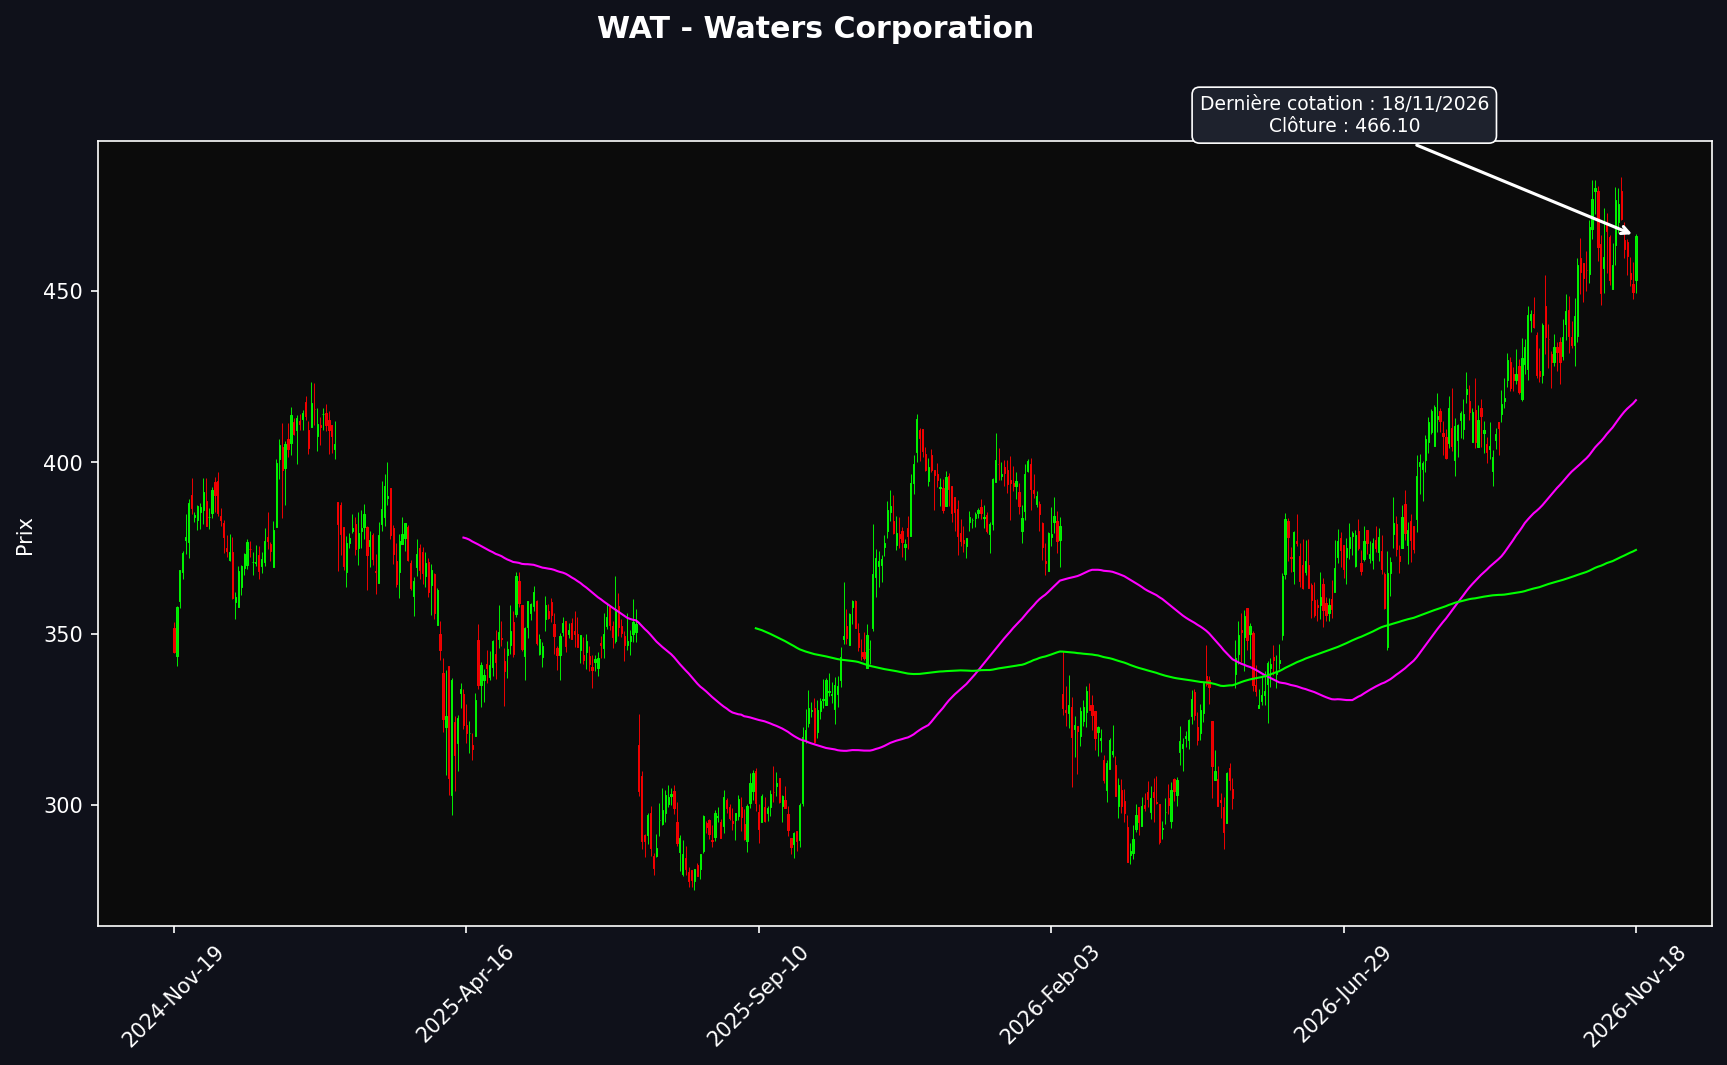 WAT - Waters Corporation
Dernière cotation : 18/11/2026
Clôture : 466.10
Prix
450
400
350
300
2024-Nov-19
2025-Apr-16
2025-Sep-10
2026-Feb-03
2026-Jun-29
2026-Nov-18